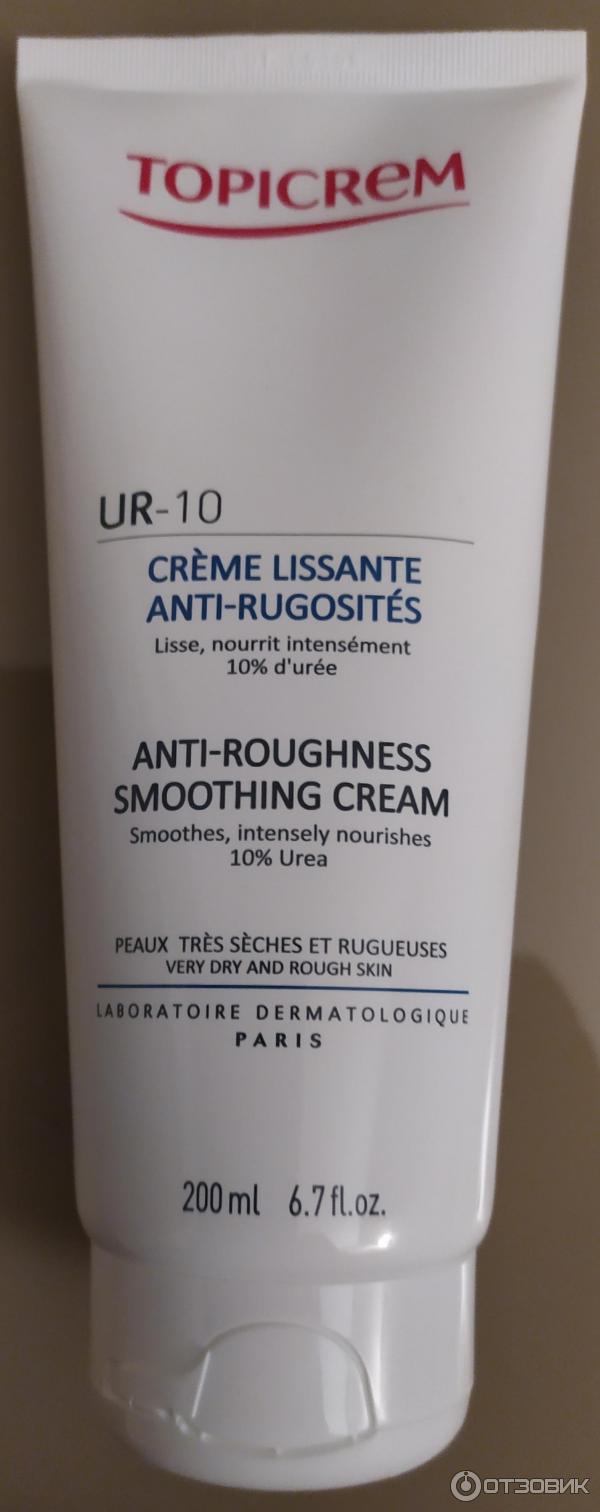 TOPICREM
UR-10
CRÈME LISSANTE
ANTI-RUGOSITÉS
Lisse, nourrit intensément
10% d'urée
ANTI-ROUGHNESS
SMOOTHING CREAM
Smoothes, intensely nourishes
10% Urea
PEAUX TRÈS SÈCHES ET RUGUEUSES
VERY DRY AND ROUGH SKIN
LABORATOIRE DERMATOLOGIQUE
PARIS
200 ml 6.7 fl.oz.
ОТЗОВИК